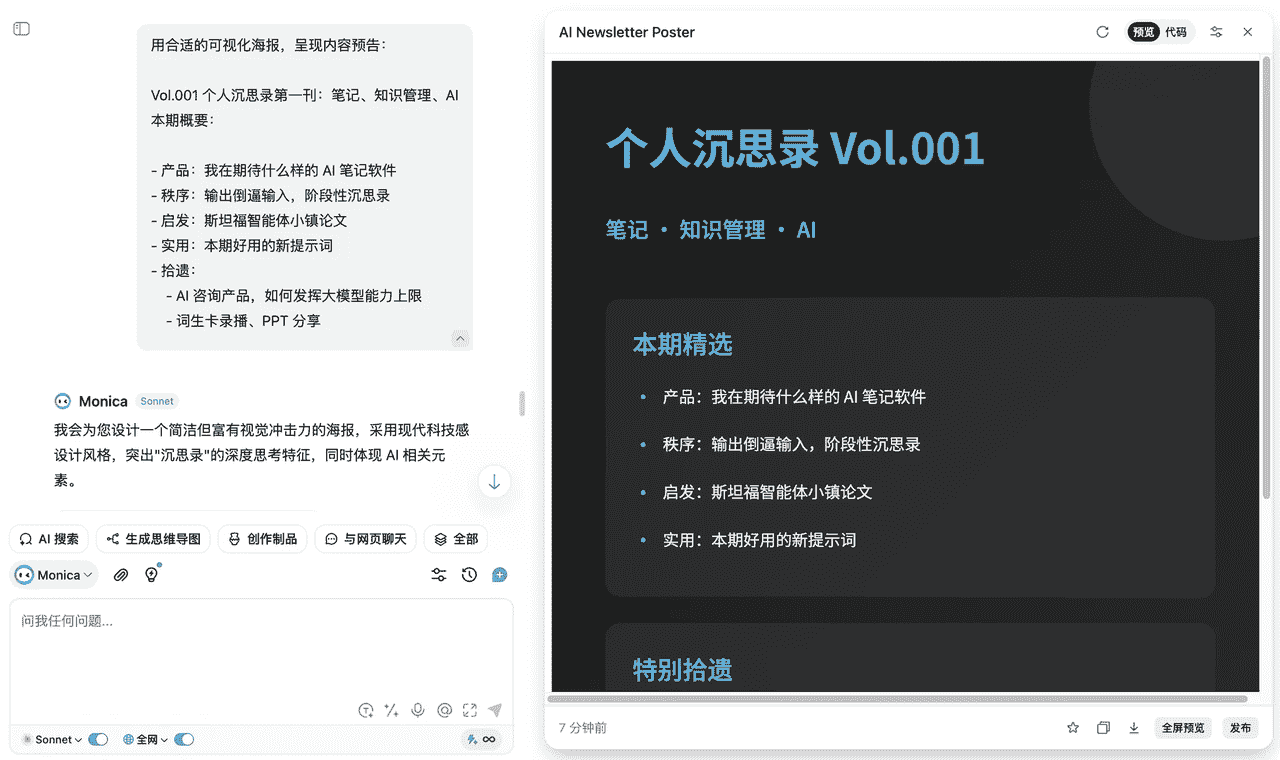 用合适的可视化海报，呈现内容预告：
Vol.001 个人沉思录第一刊：笔记、知识管理、AI
本期概要：
- 产品：我在期待什么样的 AI 笔记软件
- 秩序：输出倒逼输入，阶段性沉思录
- 启发：斯坦福智能体小镇论文
- 实用：本期好用的新提示词
- 拾遗：
- AI 咨询产品，如何发挥大模型能力上限
- 词生卡录播、PPT 分享
Monica Sonnet
我会为您设计一个简洁但富有视觉冲击力的海报，采用现代科技感
设计风格，突出"沉思录"的深度思考特征，同时体现 AI 相关元
素。
AI 搜索 生成思维导图 创作制品 与网页聊天 全部
Monica
问我任何问题...
Sonnet 全网
AI Newsletter Poster
预览 代码
个人沉思录 Vol.001
笔记 • 知识管理 • AI
本期精选
• 产品：我在期待什么样的 AI 笔记软件
• 秩序：输出倒逼输入，阶段性沉思录
• 启发：斯坦福智能体小镇论文
• 实用：本期好用的新提示词
特别拾遗
7 分钟前
全屏预览 发布